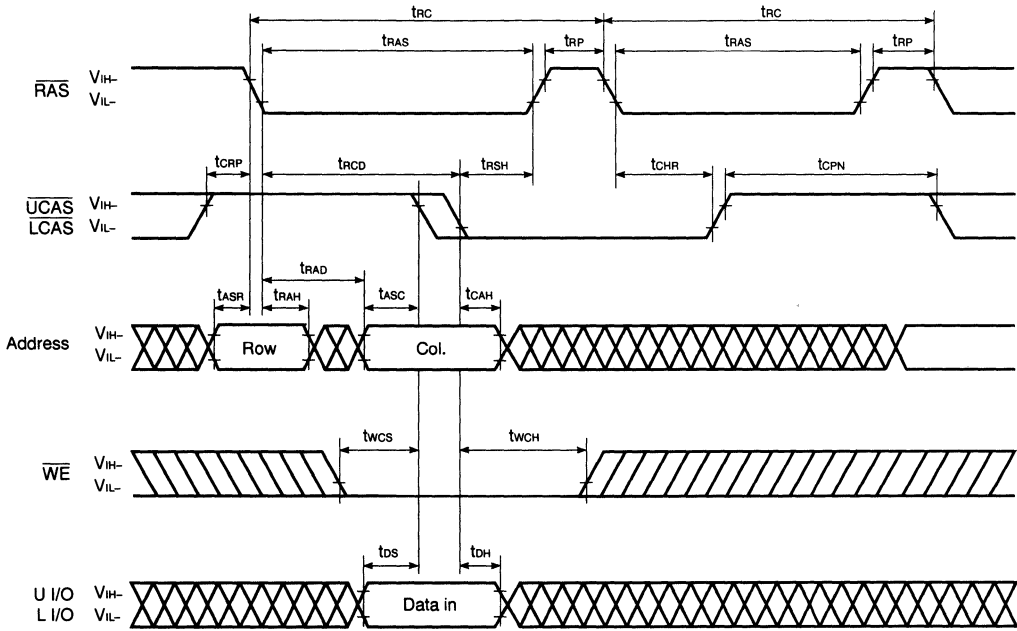 tRC tRC
tRAS tRP tRAS tRP
RAS VIH– VIL–
tCRP tRCD tRSH tCHR tCPN
UCAS LCAS VIH– VIL–
tRAD
tASR tRAH tASC tCAH
Address VIH– VIL– Row Col.
tWCS tWCH
WE VIH– VIL–
tDS tDH
U I/O L I/O VIH– VIL– Data in